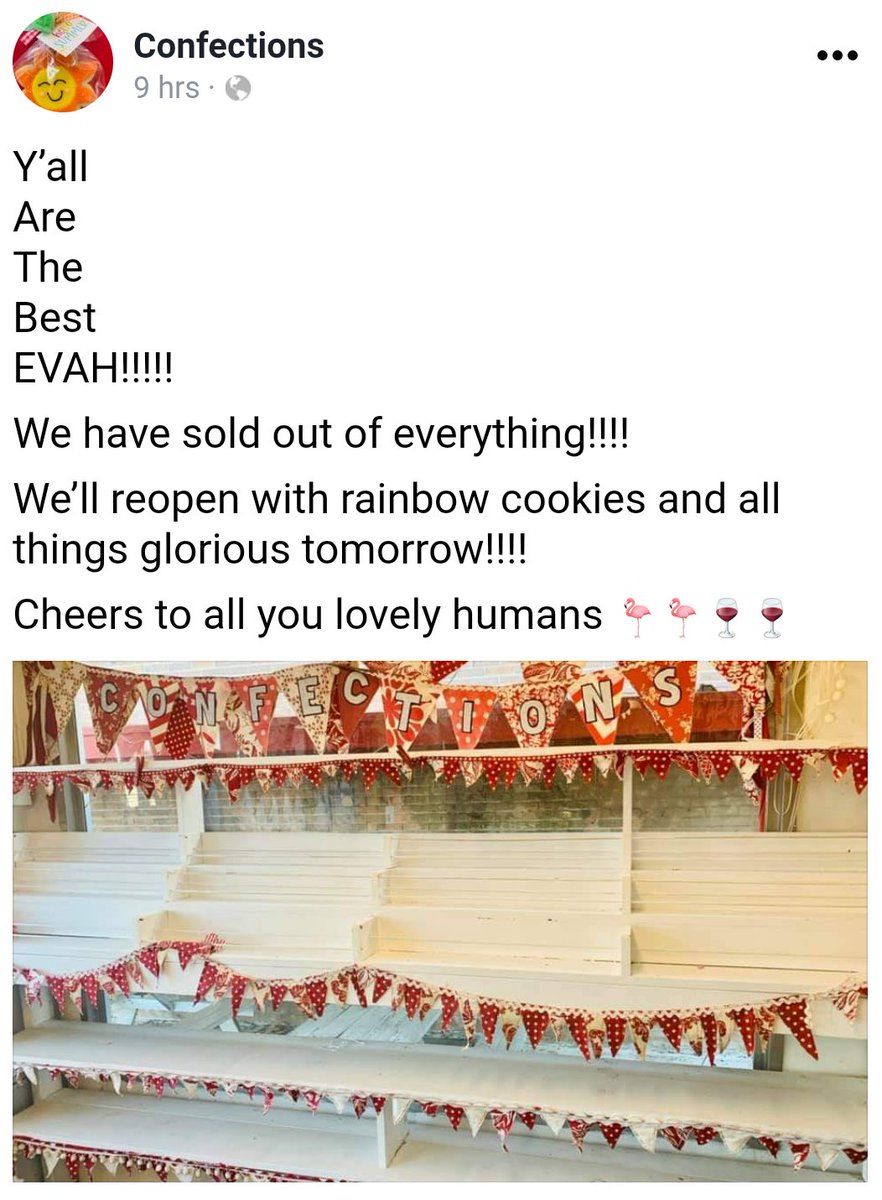 Confections
9 hrs ·
Y’all
Are
The
Best
EVAH!!!!!
We have sold out of everything!!!!
We’ll reopen with rainbow cookies and all
things glorious tomorrow!!!!
Cheers to all you lovely humans 🦩🦩🍷🍷
CONFECTIONS